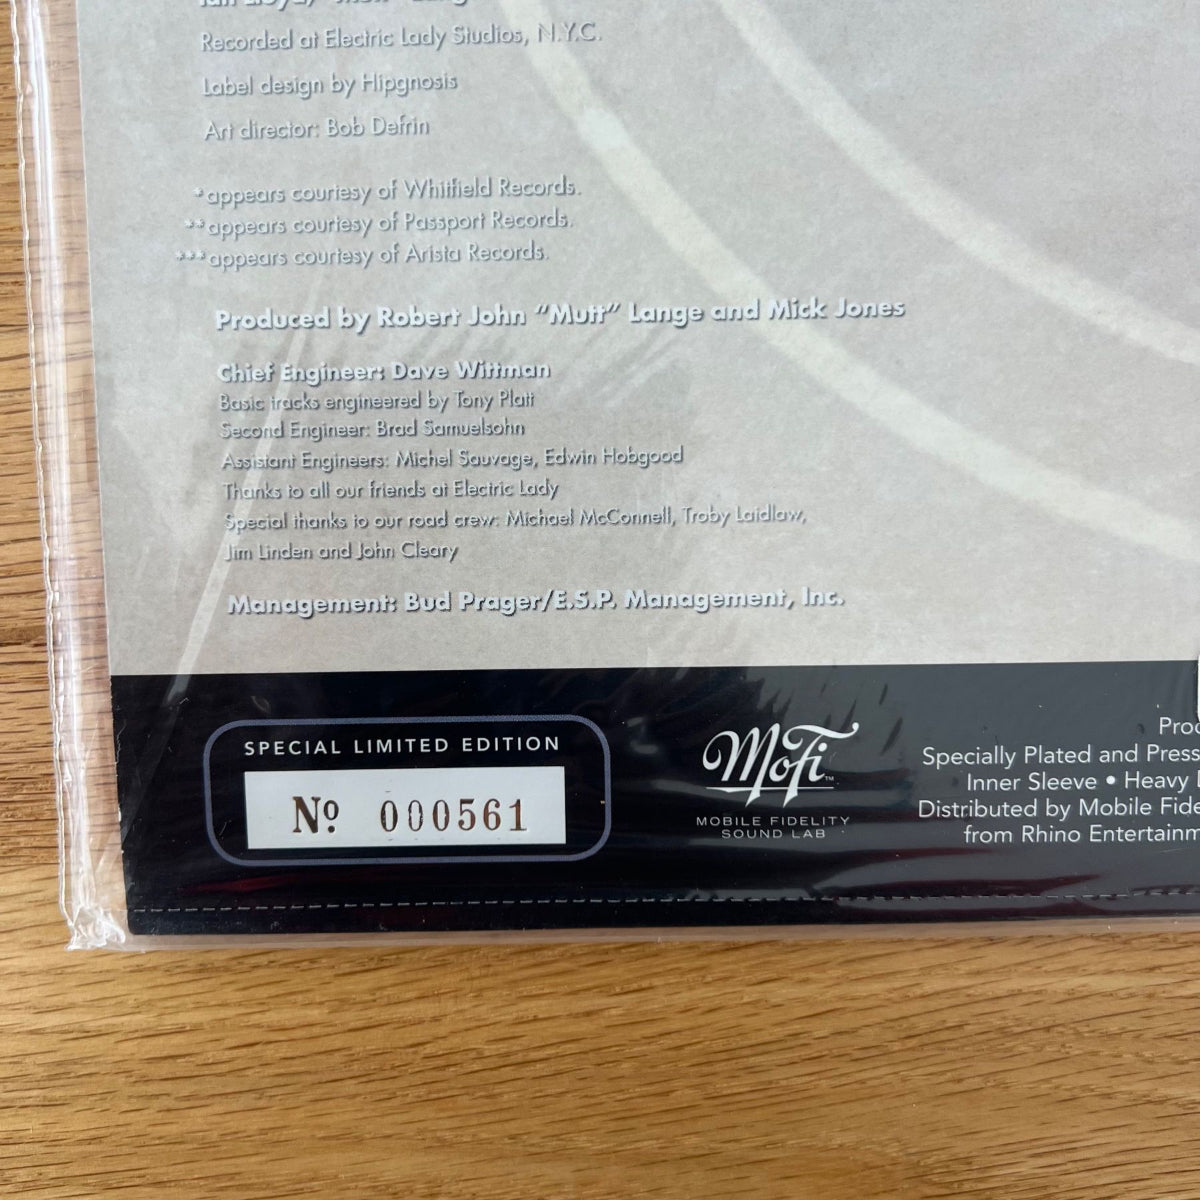 Recorded at Electric Lady Studios, N.Y.C.
Label design by Hipgnosis
Art director: Bob Defrin
*appears courtesy of Whitfield Records.
**appears courtesy of Passport Records.
***appears courtesy of Arista Records.
Produced by Robert John "Mutt" Lange and Mick Jones
Chief Engineer: Dave Wittman
Basic tracks engineered by Tony Platt
Second Engineer: Brad Samuelsohn
Assistant Engineers: Michel Sauvage, Edwin Hobgood
Thanks to all our friends at Electric Lady
Special thanks to our road crew: Michael McConnell, Troby Laidlaw,
Jim Linden and John Cleary
Management: Bud Prager/E.S.P. Management, Inc.
SPECIAL LIMITED EDITION
Nº 000561
MoFi™
MOBILE FIDELITY
SOUND LAB
Specially Plated and Press
Inner Sleeve • Heavy
Distributed by Mobile Fide
from Rhino Entertainm